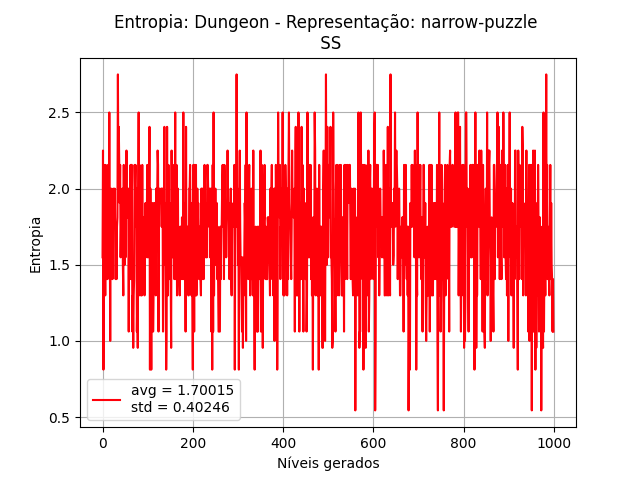 Entropia: Dungeon - Representação: narrow-puzzle
SS
Entropia
2.5
2.0
1.5
1.0
0.5
avg = 1.70015
std = 0.40246
0 200 400 600 800 1000
Níveis gerados